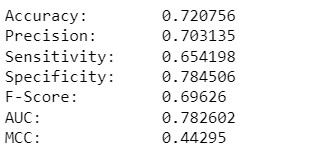 Accuracy: 0.720756
Precision: 0.703135
Sensitivity: 0.654198
Specificity: 0.784506
F-Score: 0.69626
AUC: 0.782602
MCC: 0.44295